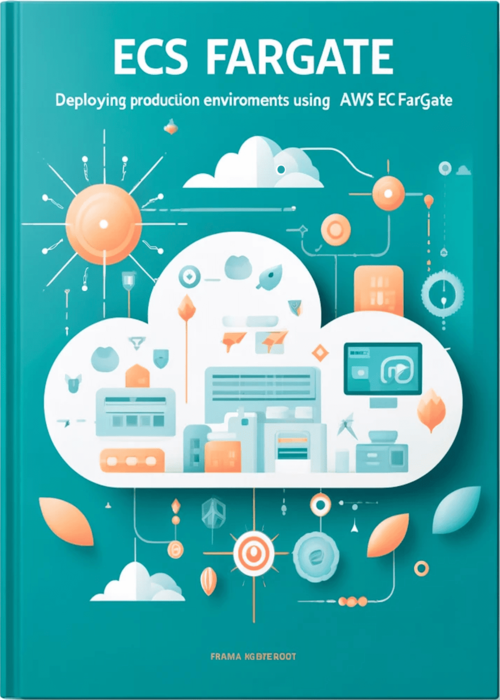 ECS FARGATE
Deploying production enviroments using AWS EC FarGate
FRAMA KGBTEROOT